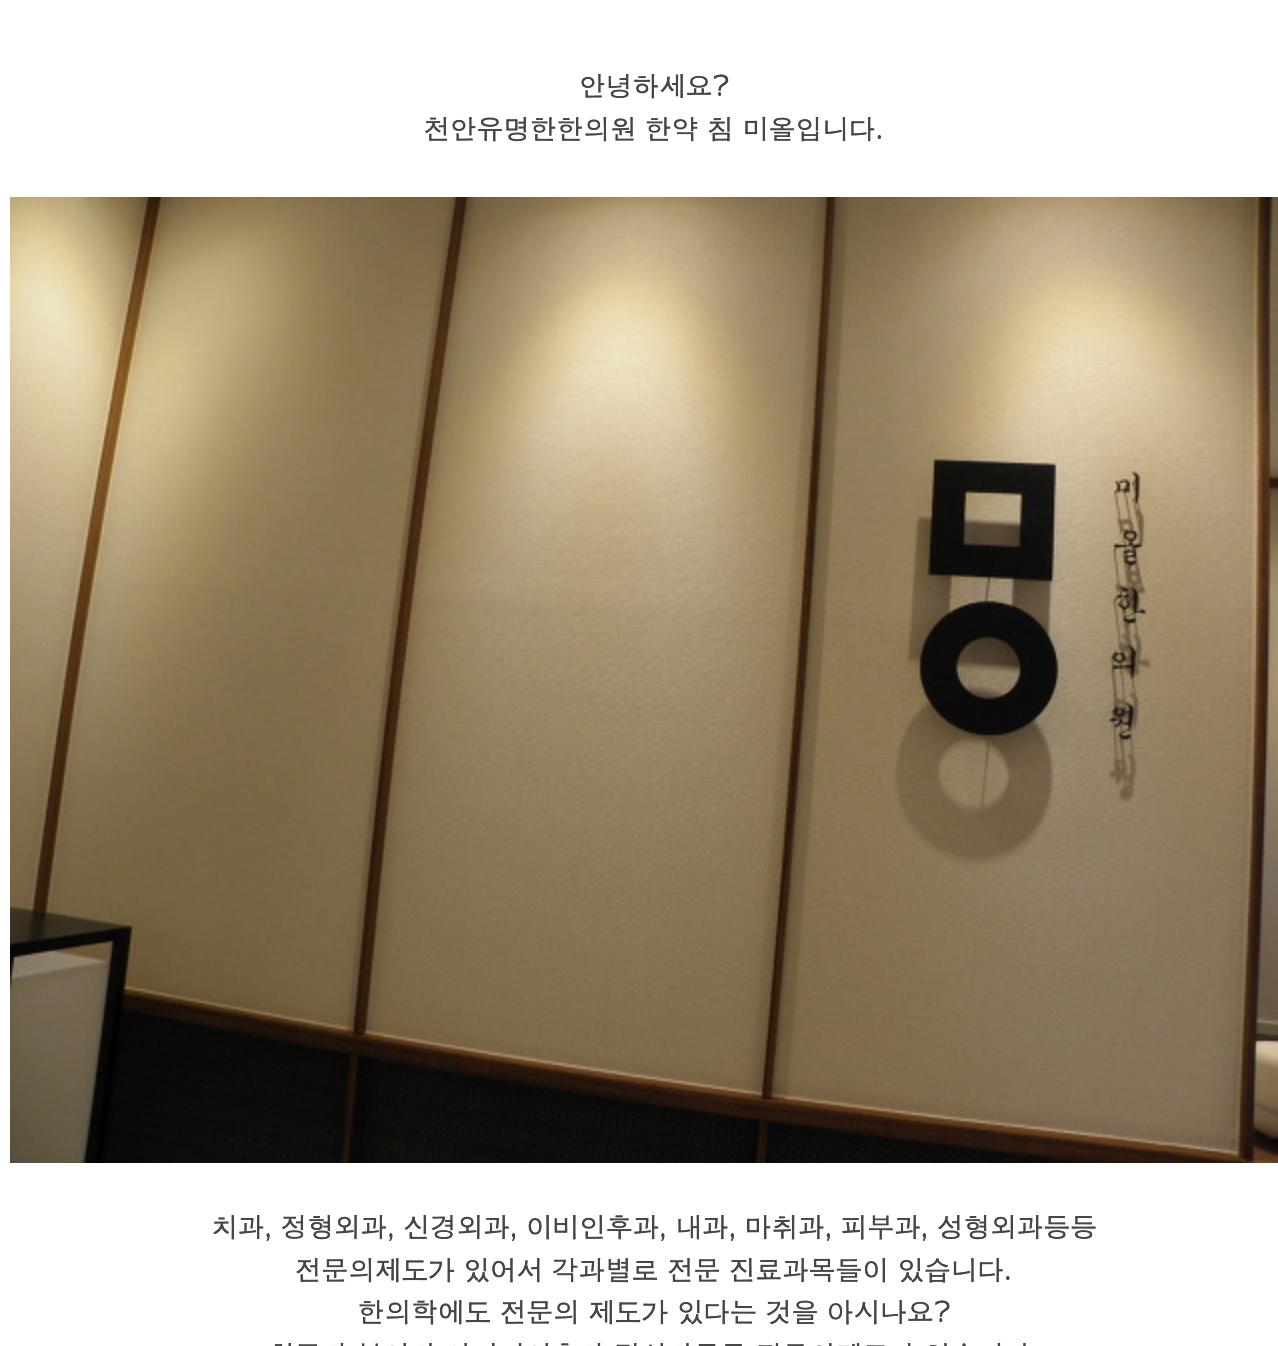 안녕하세요?
천안유명한한의원 한약 침 미올입니다.
미올한의원
치과, 정형외과, 신경외과, 이비인후과, 내과, 마취과, 피부과, 성형외과등등
전문의제도가 있어서 각과별로 전문 진료과목들이 있습니다.
한의학에도 전문의 제도가 있다는 것을 아시나요?